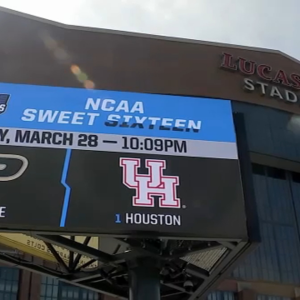 NCAA
SWEET SIXTEEN
MARCH 28 — 10:09PM
UH
1 HOUSTON
LUCAS
STAD